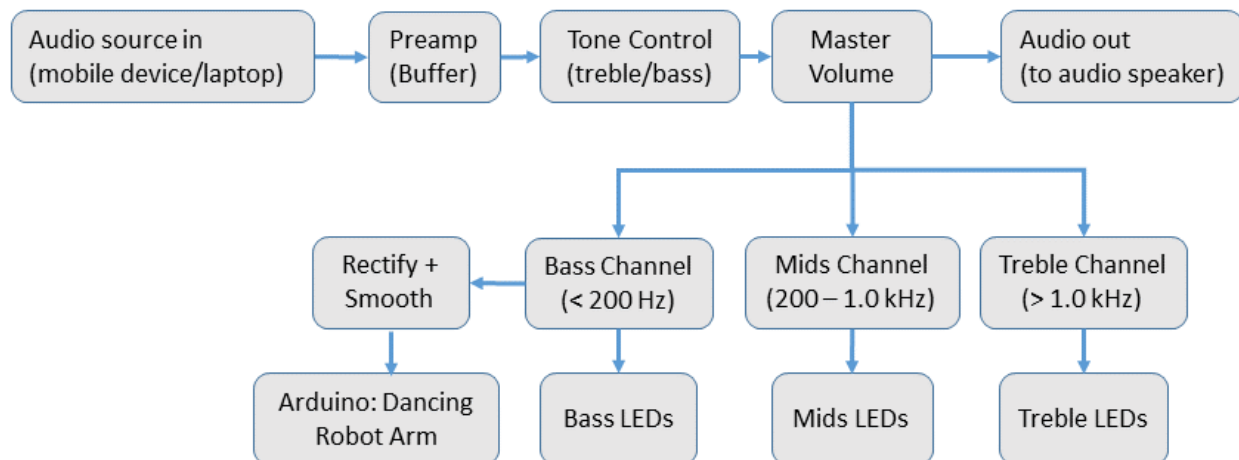 Audio source in
(mobile device/laptop)
Preamp
(Buffer)
Tone Control
(treble/bass)
Master
Volume
Audio out
(to audio speaker)
Rectify +
Smooth
Bass Channel
(< 200 Hz)
Mids Channel
(200 – 1.0 kHz)
Treble Channel
(> 1.0 kHz)
Arduino: Dancing
Robot Arm
Bass LEDs
Mids LEDs
Treble LEDs